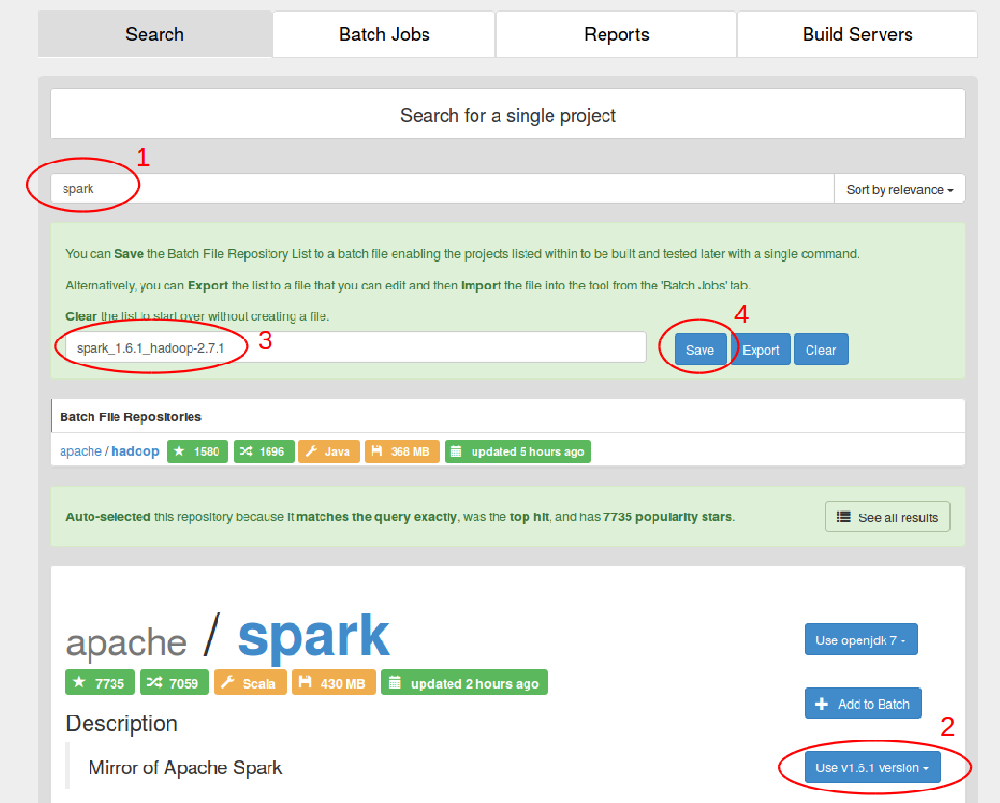 Search Batch Jobs Reports Build Servers
Search for a single project
1
spark Sort by relevance
You can Save the Batch File Repository List to a batch file enabling the projects listed within to be built and tested later with a single command.
Alternatively, you can Export the list to a file that you can edit and then Import the file into the tool from the 'Batch Jobs' tab.
Clear the list to start over without creating a file.
spark_1.6.1_hadoop-2.7.1 3 Save 4 Export Clear
Batch File Repositories
apache / hadoop 1580 1696 Java 368 MB updated 5 hours ago
Auto-selected this repository because it matches the query exactly, was the top hit, and has 7735 popularity stars. See all results
apache / spark
Use openjdk 7
7735 7059 Scala 430 MB updated 2 hours ago
Add to Batch
Description
2
Mirror of Apache Spark Use v1.6.1 version